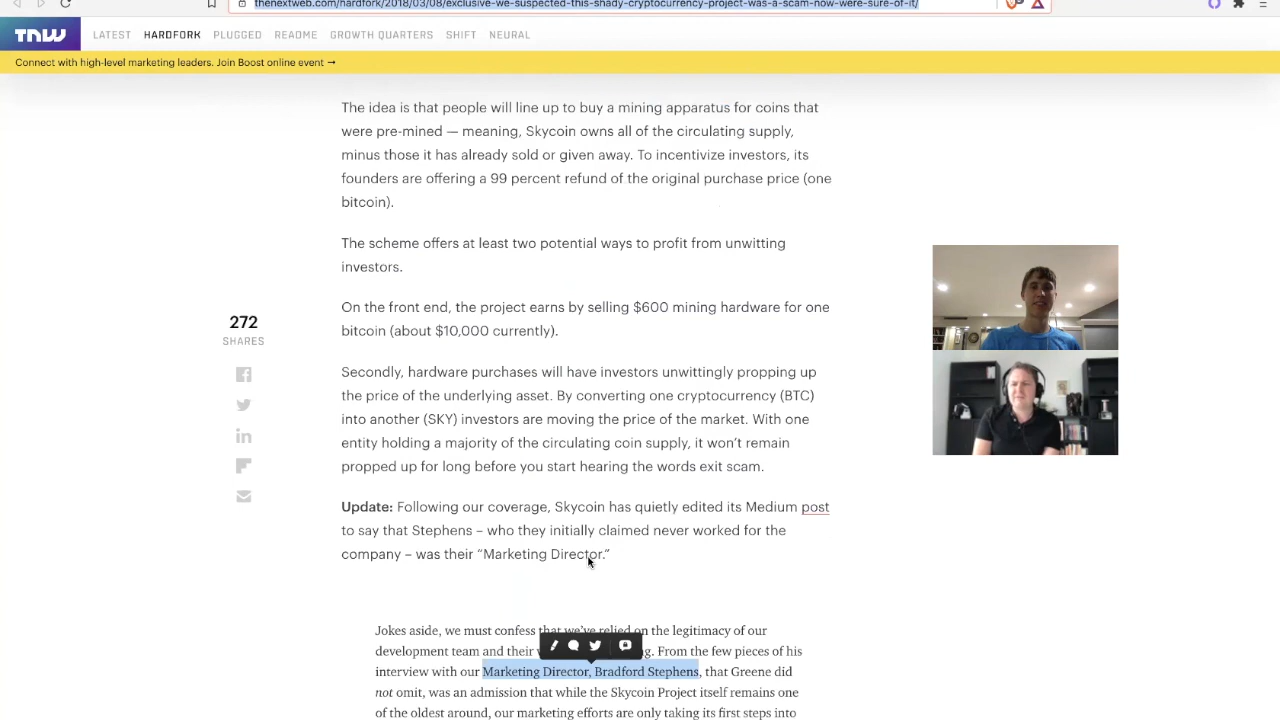 thenextweb.com/hardfork/2018/03/08/exclusive-we-suspected-this-shady-cryptocurrency-project-was-a-scam-now-were-sure-of-it/
TNW LATEST HARDFORK PLUGGED README GROWTH QUARTERS SHIFT NEURAL
Connect with high-level marketing leaders. Join Boost online event →
The idea is that people will line up to buy a mining apparatus for coins that
were pre-mined — meaning, Skycoin owns all of the circulating supply,
minus those it has already sold or given away. To incentivize investors, its
founders are offering a 99 percent refund of the original purchase price (one
bitcoin).
The scheme offers at least two potential ways to profit from unwitting
investors.
On the front end, the project earns by selling $600 mining hardware for one
bitcoin (about $10,000 currently).
272
SHARES
Secondly, hardware purchases will have investors unwittingly propping up
the price of the underlying asset. By converting one cryptocurrency (BTC)
into another (SKY) investors are moving the price of the market. With one
entity holding a majority of the circulating coin supply, it won't remain
propped up for long before you start hearing the words exit scam.
Update: Following our coverage, Skycoin has quietly edited its Medium post
to say that Stephens – who they initially claimed never worked for the
company – was their “Marketing Director.”
Jokes aside, we must confess that we've relied on the legitimacy of our
development team and their w g. From the few pieces of his
interview with our Marketing Director, Bradford Stephens, that Greene did
not omit, was an admission that while the Skycoin Project itself remains one
of the oldest around, our marketing efforts are only taking its first steps into